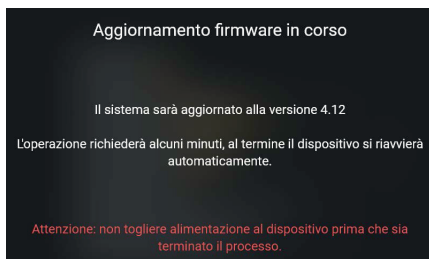 Aggiornamento firmware in corso
Il sistema sarà aggiornato alla versione 4.12
L'operazione richiederà alcuni minuti, al termine il dispositivo si riavvierà
automaticamente.
Attenzione: non togliere alimentazione al dispositivo prima che sia
terminato il processo.